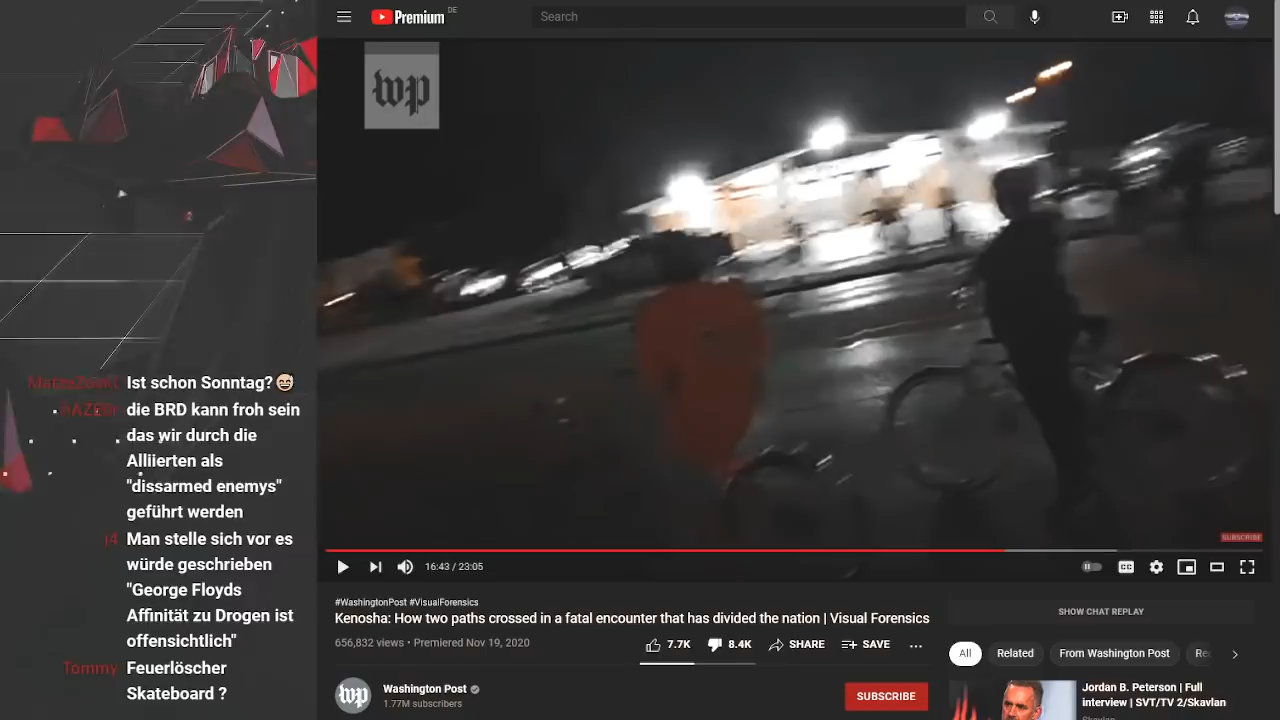 Premium DE
Search
wp
Ist schon Sonntag?😅
die BRD kann froh sein
das wir durch die
Alliierten als
"dissarmed enemys"
geführt werden
j4 Man stelle sich vor es
würde geschrieben
"George Floyds
Affinität zu Drogen ist
offensichtlich"
Tommy Feuerlöscher
Skateboard ?
SUBSCRIBE
16:43 / 23:05
CC
#WashingtonPost #VisualForensics
Kenosha: How two paths crossed in a fatal encounter that has divided the nation | Visual Forensics
656,832 views • Premiered Nov 19, 2020
7.7K 8.4K SHARE SAVE
wp
Washington Post
1.77M subscribers
SUBSCRIBE
SHOW CHAT REPLAY
All Related From Washington Post
Jordan B. Peterson | Full
interview | SVT/TV 2/Skavlan
Skavlan